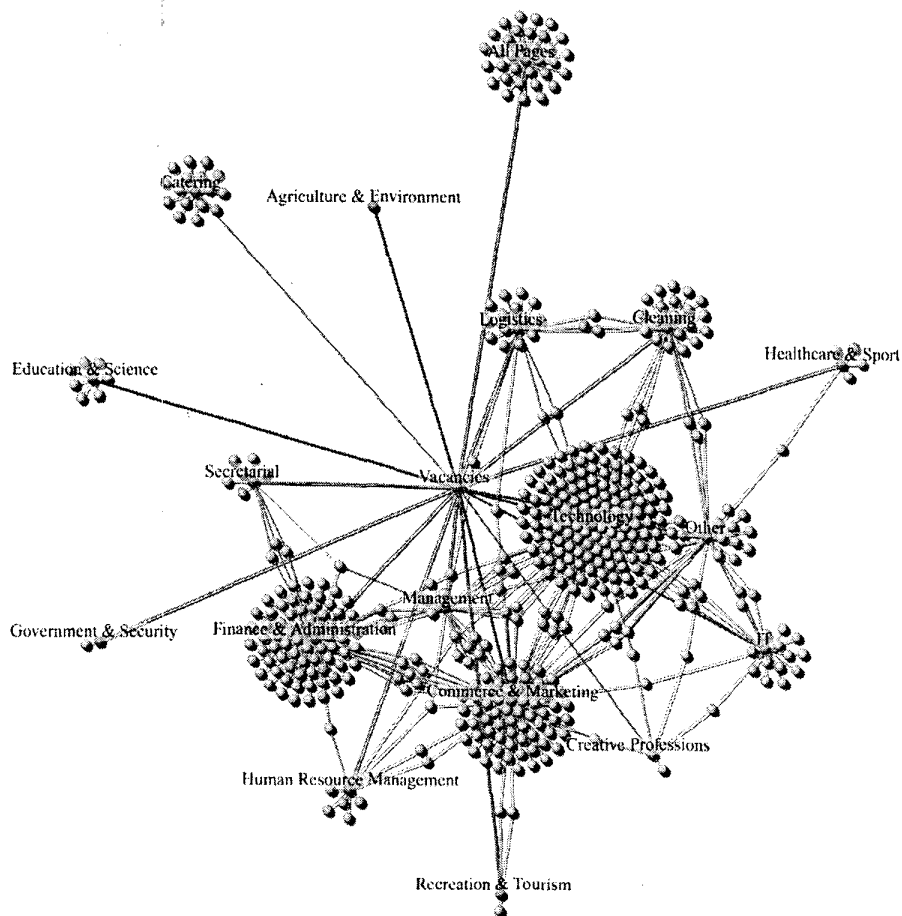 All Pages
Catering
Agriculture & Environment
Logistics
Cleaning
Healthcare & Sport
Education & Science
Secretarial
Vacancies
Technology
Other
Management
Government & Security
Finance & Administration
IT
Commerce & Marketing
Creative Professions
Human Resource Management
Recreation & Tourism